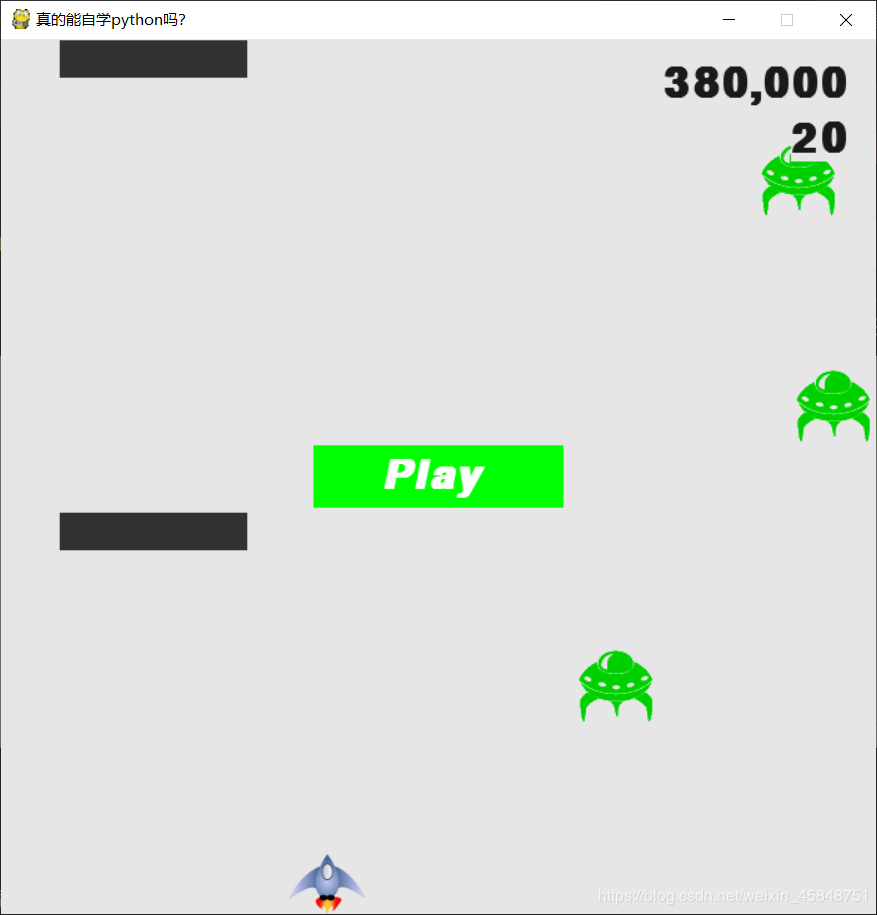 真的能自学python吗?
380,000
20
Play
https://blog.csdn.net/weixin_45848751